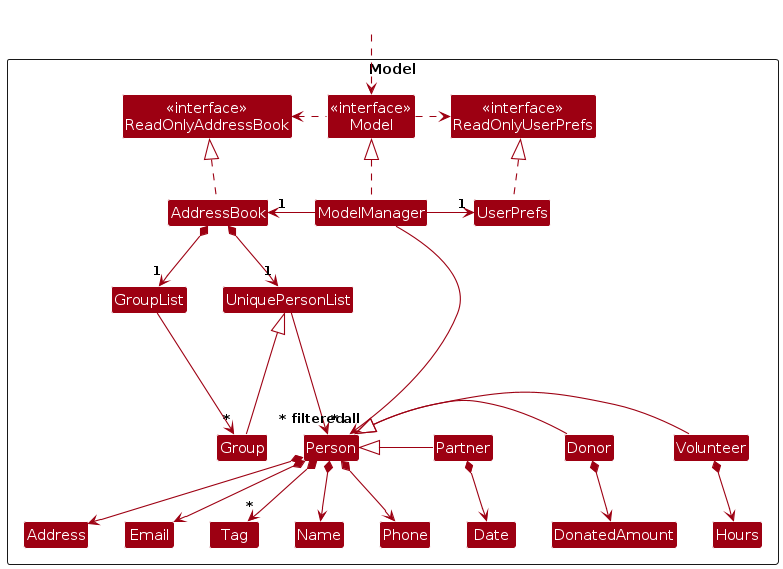 Model
«interface»
ReadOnlyAddressBook
«interface»
Model
«interface»
ReadOnlyUserPrefs
AddressBook
1
ModelManager
1
UserPrefs
1
1
GroupList
UniquePersonList
*
* filtered
* all
Group
Person
Partner
Donor
Volunteer
*
Address
Email
Tag
Name
Phone
Date
DonatedAmount
Hours